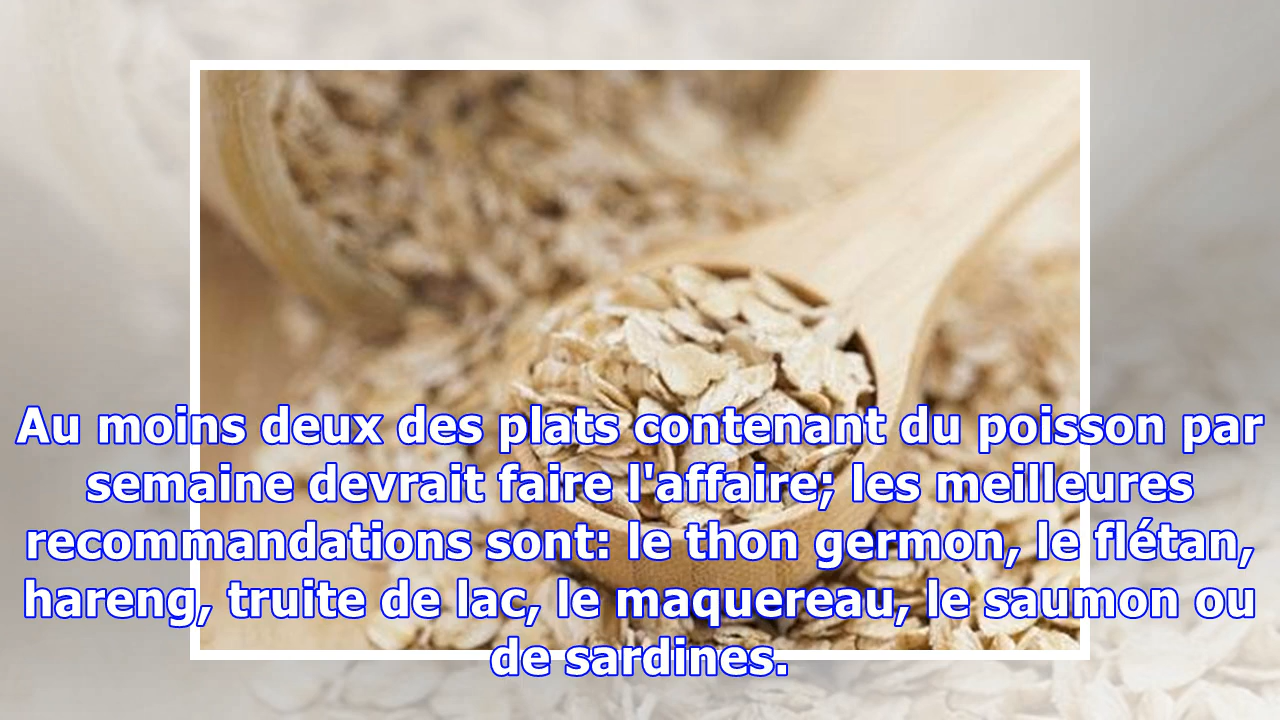 Au moins deux des plats contenant du poisson par
semaine devrait faire l'affaire; les meilleures
recommandations sont: le thon germon, le flétan,
hareng, truite de lac, le maquereau, le saumon ou
de sardines.